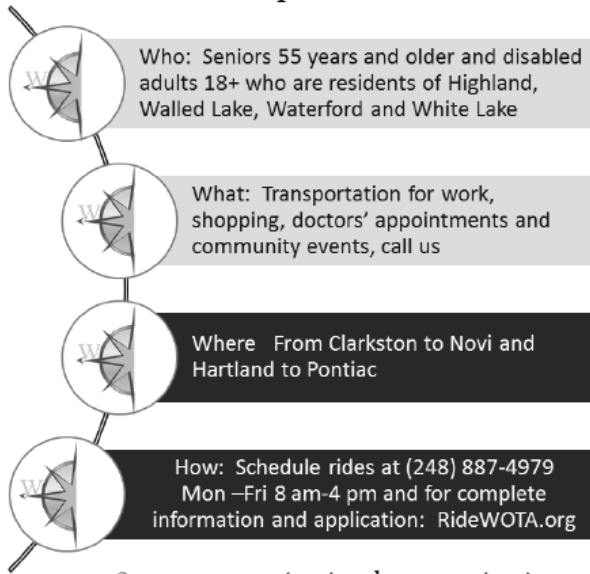 Who: Seniors 55 years and older and disabled
adults 18+ who are residents of Highland,
Walled Lake, Waterford and White Lake
W
What: Transportation for work,
shopping, doctors' appointments and
community events, call us
W
Where From Clarkston to Novi and
Hartland to Pontiac
W
How: Schedule rides at (248) 887-4979
Mon –Fri 8 am-4 pm and for complete
information and application: RideWOTA.org
W